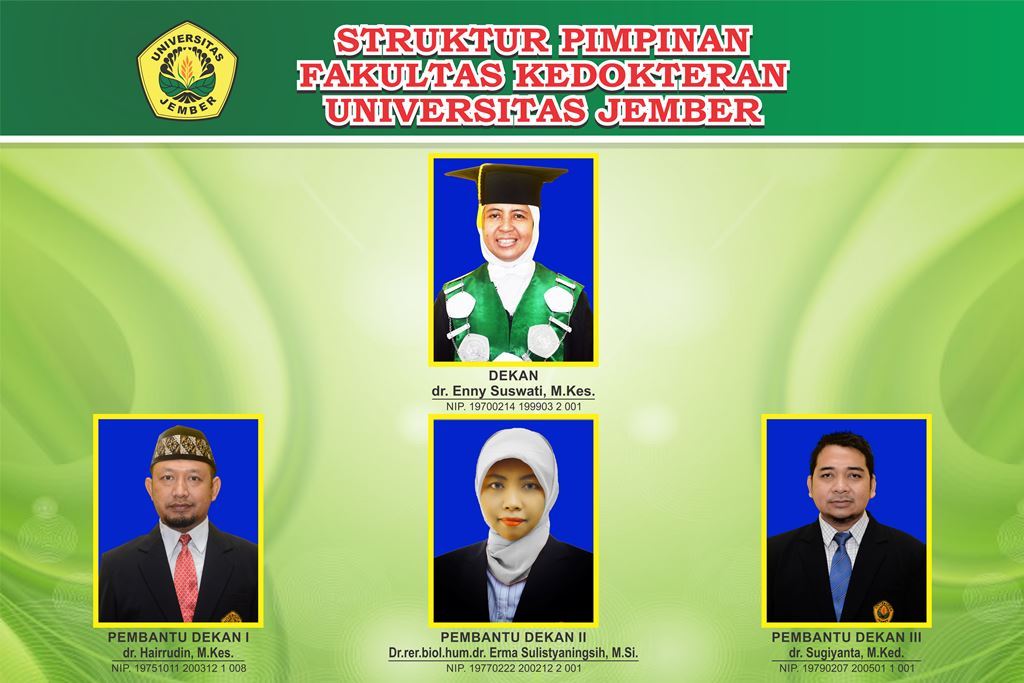 UNIVERSITAS
JEMBER
STRUKTUR PIMPINAN
FAKULTAS KEDOKTERAN
UNIVERSITAS JEMBER
DEKAN
dr. Enny Suswati, M.Kes.
NIP. 19700214 199903 2 001
PEMBANTU DEKAN I
dr. Hairrudin, M.Kes.
NIP. 19751011 200312 1 008
PEMBANTU DEKAN II
Dr.rer.biol.hum.dr. Erma Sulistyaningsih, M.Si.
NIP. 19770222 200212 2 001
PEMBANTU DEKAN III
dr. Sugiyanta, M.Ked.
NIP. 19790207 200501 1 001